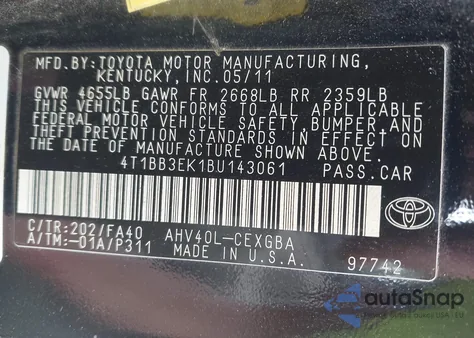 MFD.BY:TOYOTA MOTOR MANUFACTURING,
KENTUCKY, INC.05/11
GVWR 4655LB GAWR FR 2668LB RR 2359LB
THIS VEHICLE CONFORMS TO ALL APPLICABLE
FEDERAL MOTOR VEHICLE SAFETY, BUMPER AND
THEFT PREVENTION STANDARDS IN EFFECT ON
THE DATE OF MANUFACTURE SHOWN ABOVE.
4T1BB3EK1BU143061 PASS.CAR
C/TR:202/FA40 AHV40L-CEXGBA
A/TM:-01A/P311 MADE IN U.S.A.
TOYOTA
97742
autoSnap